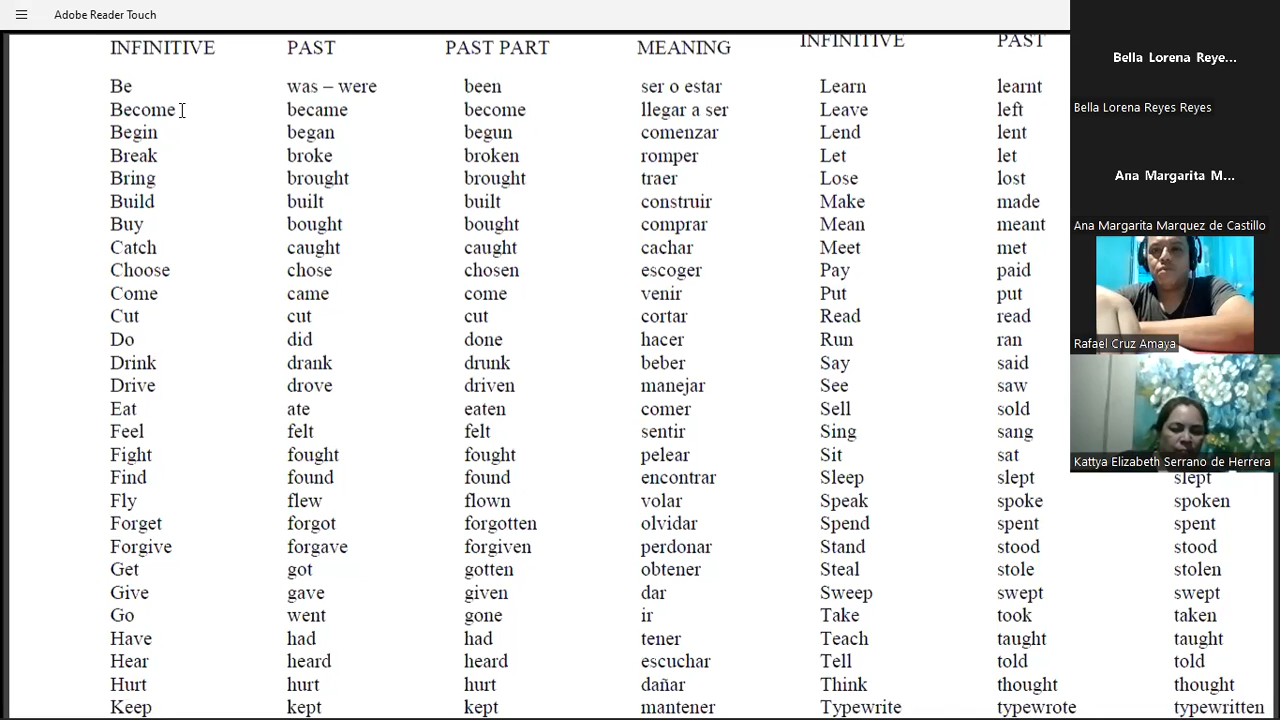 Adobe Reader Touch
INFINITIVE PAST PAST PART MEANING INFINITIVE PAST
Be was – were been ser o estar Learn learnt
Become became become llegar a ser Leave left
Begin began begun comenzar Lend lent
Break broke broken romper Let let
Bring brought brought traer Lose lost
Build built built construir Make made
Buy bought bought comprar Mean meant
Catch caught caught cachar Meet met
Choose chose chosen escoger Pay paid
Come came come venir Put put
Cut cut cut cortar Read read
Do did done hacer Run ran
Drink drank drunk beber Say said
Drive drove driven manejar See saw
Eat ate eaten comer Sell sold
Feel felt felt sentir Sing sang
Fight fought fought pelear Sit sat
Find found found encontrar Sleep slept slept
Fly flew flown volar Speak spoke spoken
Forget forgot forgotten olvidar Spend spent spent
Forgive forgave forgiven perdonar Stand stood stood
Get got gotten obtener Steal stole stolen
Give gave given dar Sweep swept swept
Go went gone ir Take took taken
Have had had tener Teach taught taught
Hear heard heard escuchar Tell told told
Hurt hurt hurt dañar Think thought thought
Keep kept kept mantener Typewrite typewrote typewritten
Bella Lorena Reye...
Bella Lorena Reyes Reyes
Ana Margarita M...
Ana Margarita Marquez de Castillo
Rafael Cruz Amaya
Kattya Elizabeth Serrano de Herrera